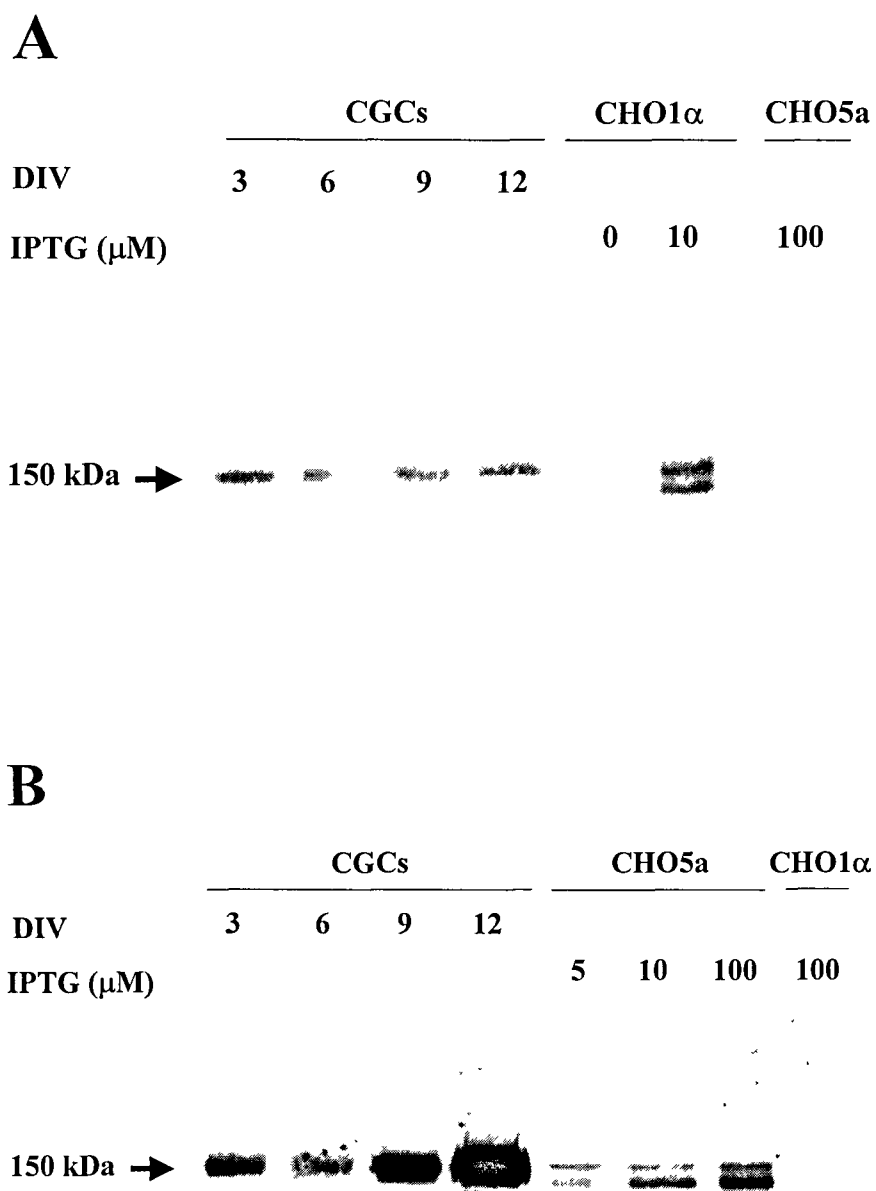 A
CGCs CHO1α CHO5a
DIV 3 6 9 12
IPTG (μM) 0 10 100
150 kDa
B
CGCs CHO5a CHO1α
DIV 3 6 9 12
IPTG (μM) 5 10 100 100
150 kDa